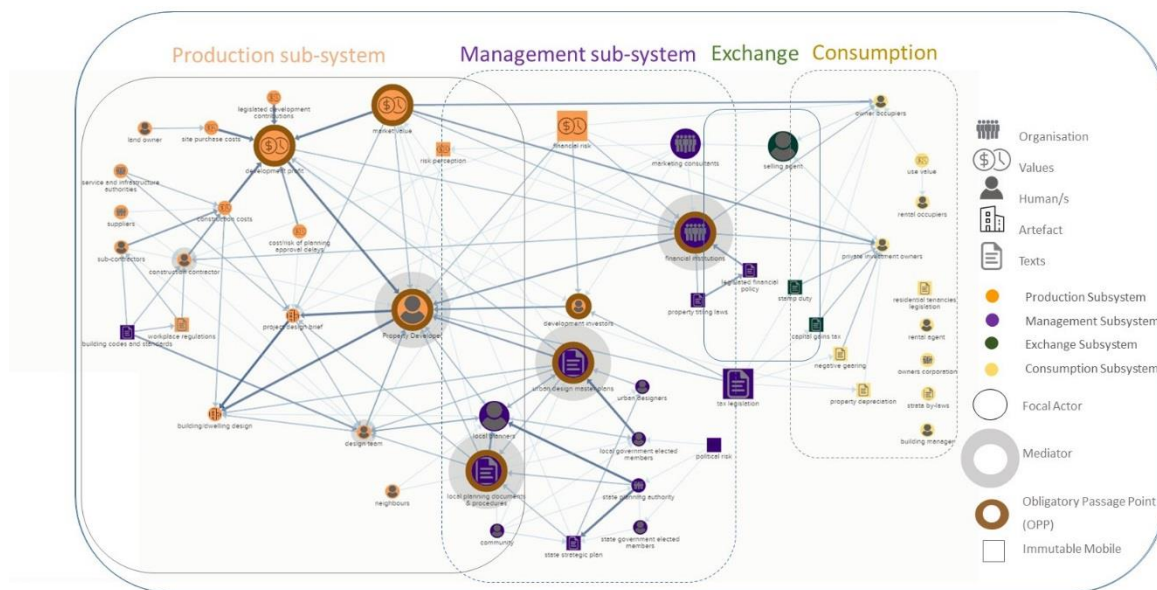 Production sub-system
Management sub-system
Exchange
Consumption
legislated development
contributions
land owner
site purchase costs
market value
development profit
risk perception
financial risk
marketing consultants
selling agent
owner occupiers
use value
rental occupiers
service and infrastructure
authorities
suppliers
construction costs
cost/risk of planning
approval delays
sub-contractors
construction contractor
financial institutions
private investment owners
legislated financial
policy
stamp duty
property titling laws
capital gains tax
residential tenancies
legislation
building codes and standards
workplace regulations
project design brief
Property Developer
development investors
rental agent
negative gearing
owners corporation
urban design master plans
urban designers
tax legislation
property depreciation
strata by-laws
building/dwelling design
design team
local planners
local government elected
members
political risk
building manager
neighbours
local planning documents
& procedures
state planning authority
community
state strategic plan
state government elected
members
Organisation
Values
Human/s
Artefact
Texts
Production Subsystem
Management Subsystem
Exchange Subsystem
Consumption Subsystem
Focal Actor
Mediator
Obligatory Passage Point
(OPP)
Immutable Mobile